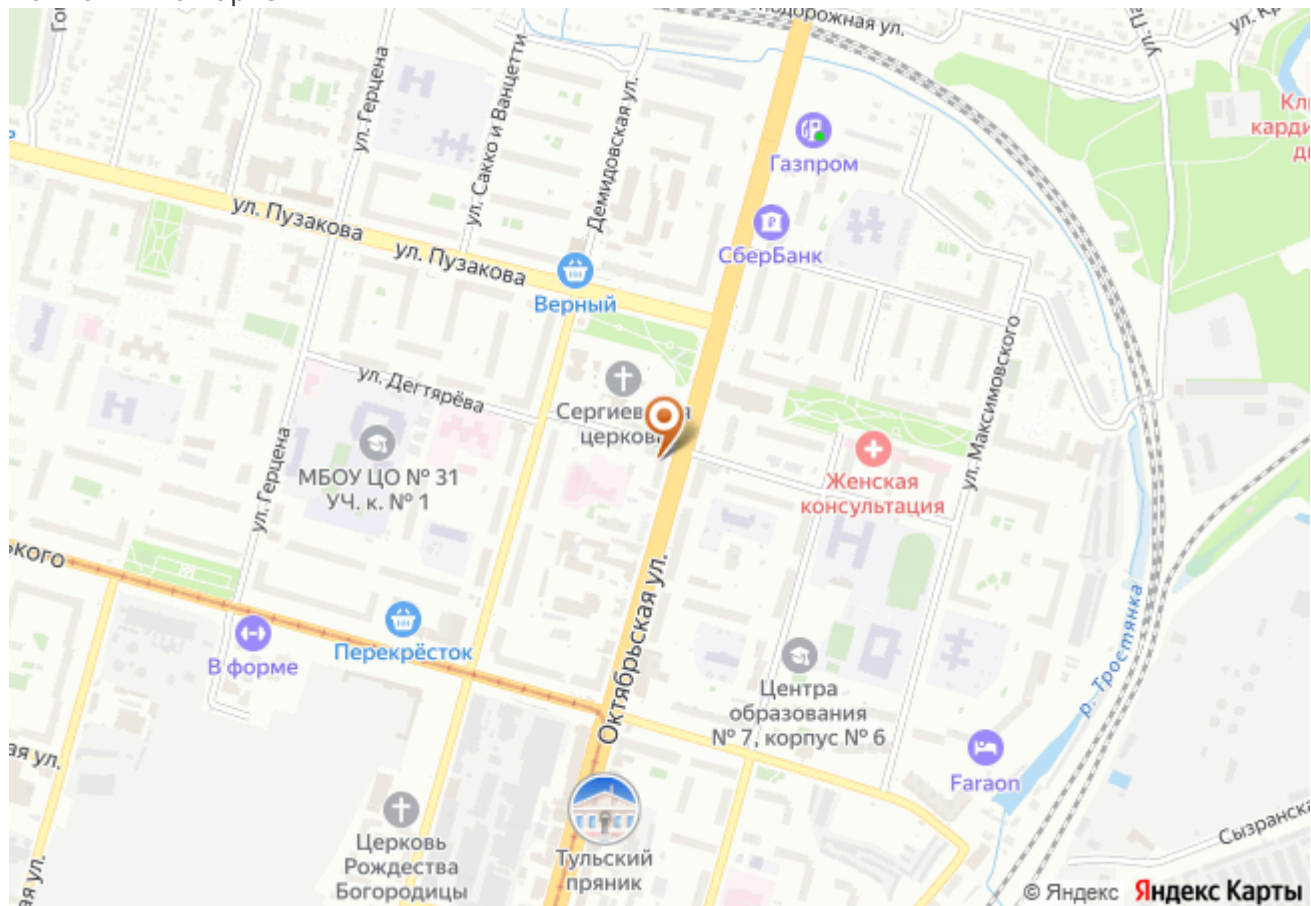 ул. Герцена
ул. Сакко и Ванцетти
Демидовская ул.
Газпром
СберБанк
ул. Пузакова
ул. Пузакова
Верный
ул. Дегтярёва
Сергиев
церковь
ул. Максимовского
МБОУ ЦО № 31
УЧ. к. № 1
Женская
консультация
ул. Герцена
Октябрьская ул.
В форме
Перекрёсток
Центра
образования
№ 7, корпус № 6
р. Тростянка
Faraon
Церковь
Рождества
Богородицы
Тульский
пряник
© Яндекс Яндекс Карты